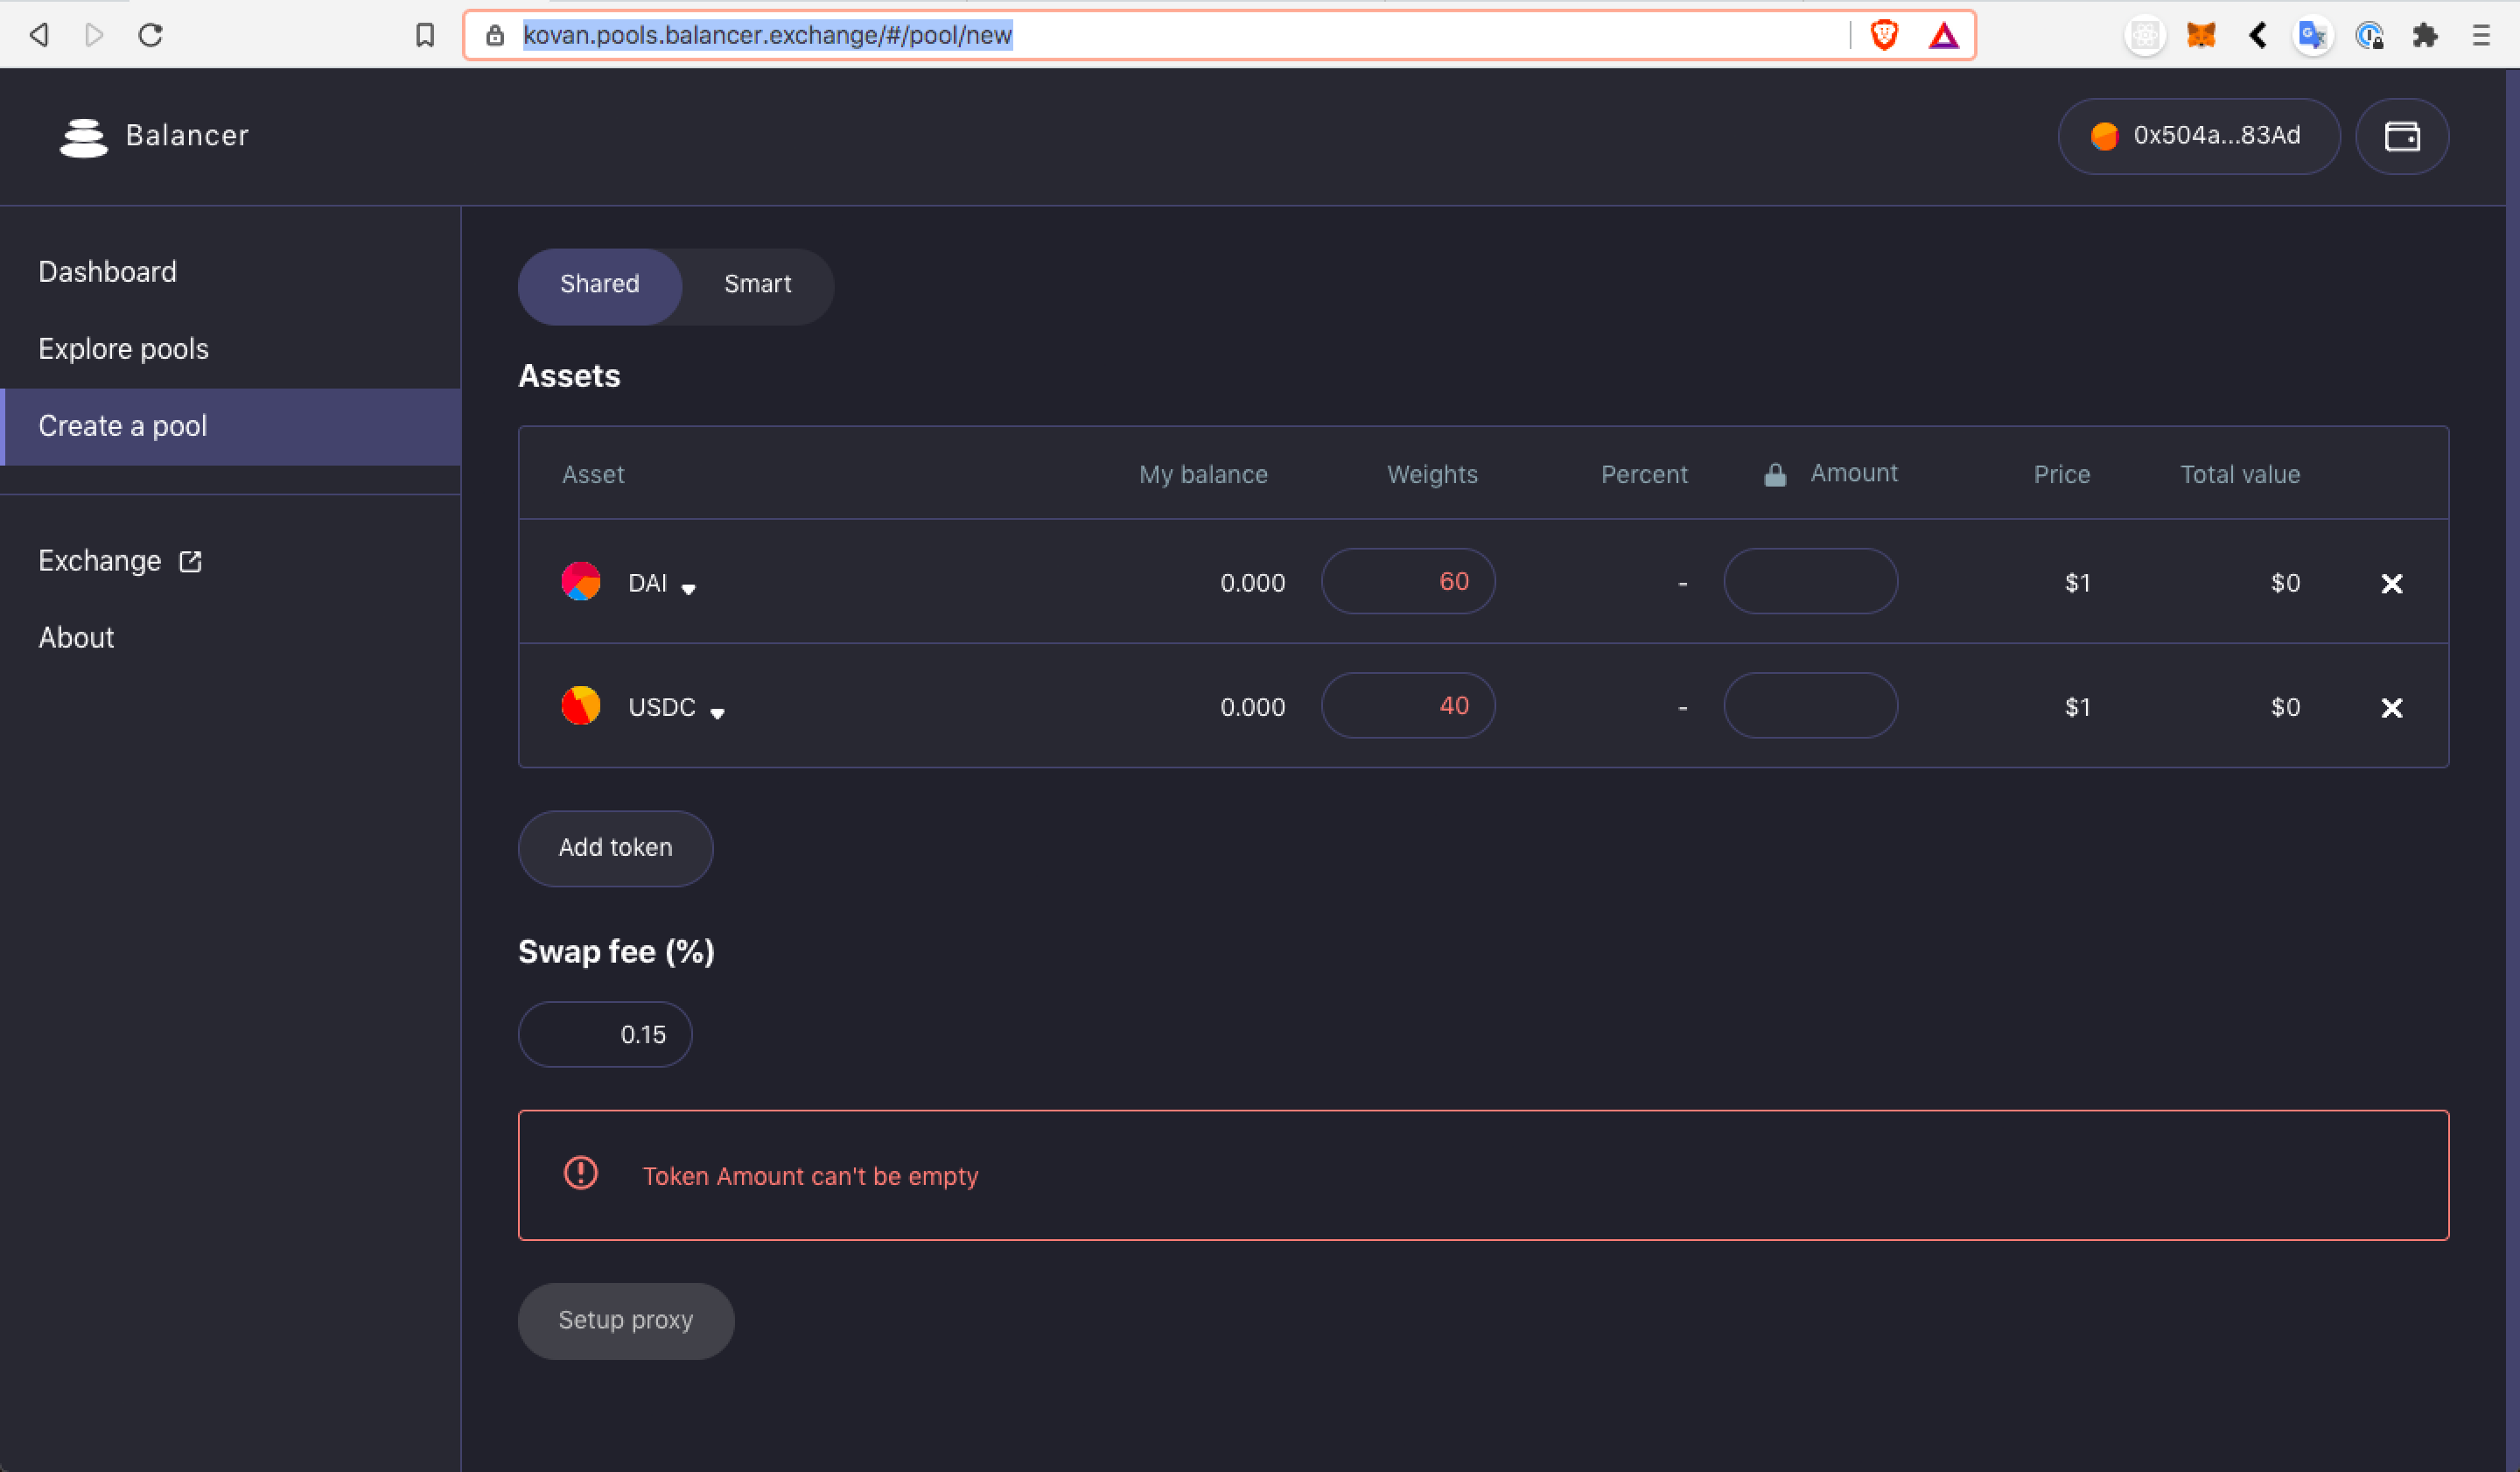 kovan.pools.balancer.exchange/#/pool/new
Balancer
0x504a...83Ad
Dashboard
Explore pools
Create a pool
Exchange
About
Shared Smart
Assets
Asset My balance Weights Percent Amount Price Total value
DAI 0.000 60 - $1 $0
USDC 0.000 40 - $1 $0
Add token
Swap fee (%)
0.15
Token Amount can't be empty
Setup proxy